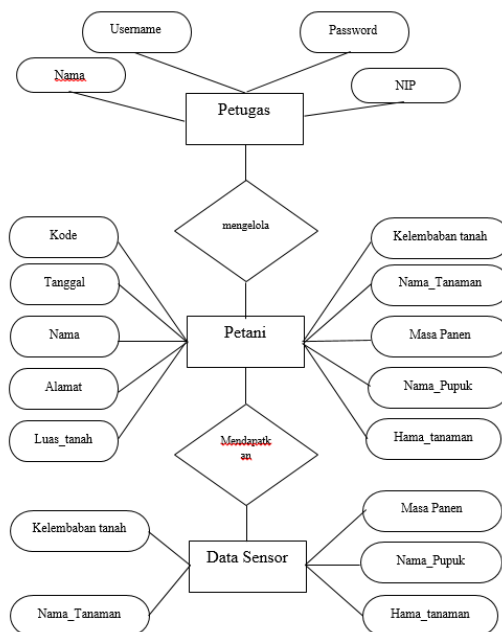 Username
Password
Nama
NIP
Petugas
mengelola
Kode
Kelembaban tanah
Tanggal
Nama_Tanaman
Petani
Nama
Masa Panen
Alamat
Nama_Pupuk
Luas_tanah
Hama_tanaman
Mendapatk
an
Masa Panen
Kelembaban tanah
Data Sensor
Nama_Pupuk
Nama_Tanaman
Hama_tanaman